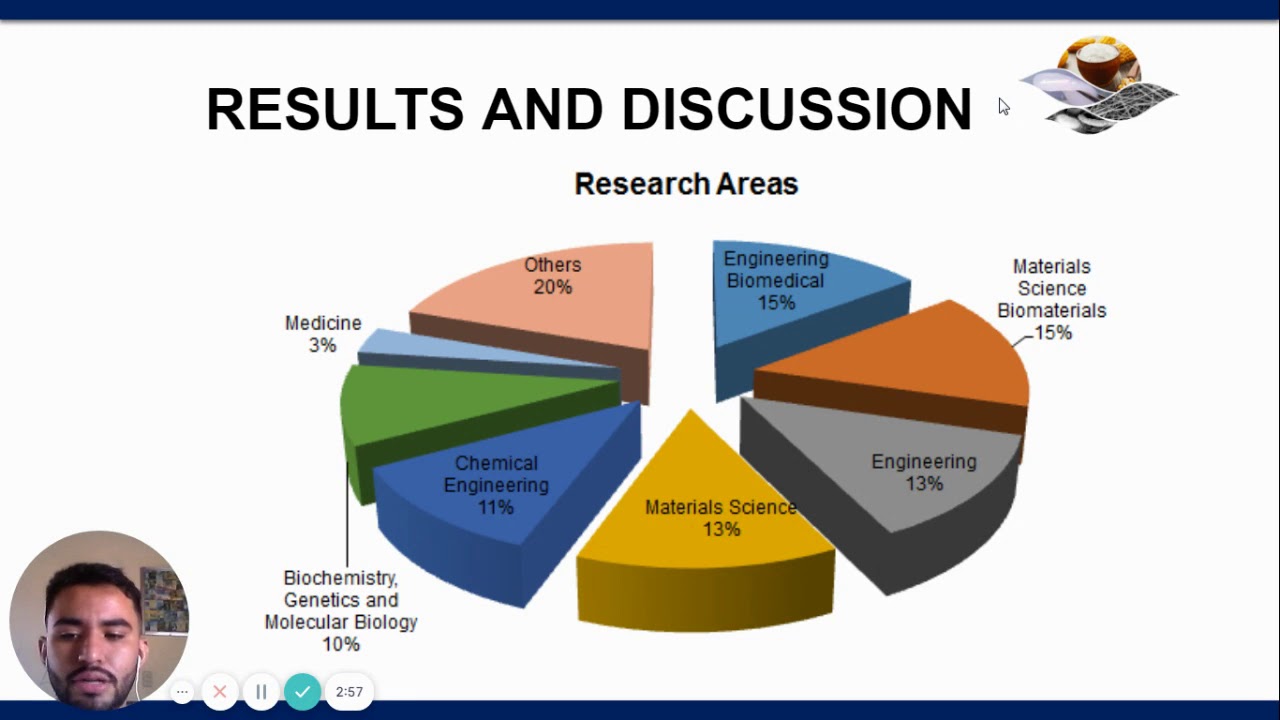 RESULTS AND DISCUSSION
Research Areas
Others
20%
Engineering
Biomedical
15%
Materials
Science
Biomaterials
15%
Medicine
3%
Engineering
13%
Chemical
Engineering
11%
Materials Science
13%
Biochemistry,
Genetics and
Molecular Biology
10%
2:57